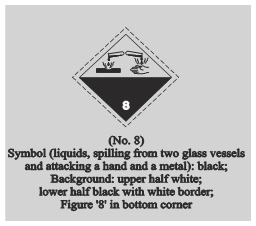 8
(No. 8)
Symbol (liquids, spilling from two glass vessels
and attacking a hand and a metal): black;
Background: upper half white;
lower half black with white border;
Figure '8' in bottom corner